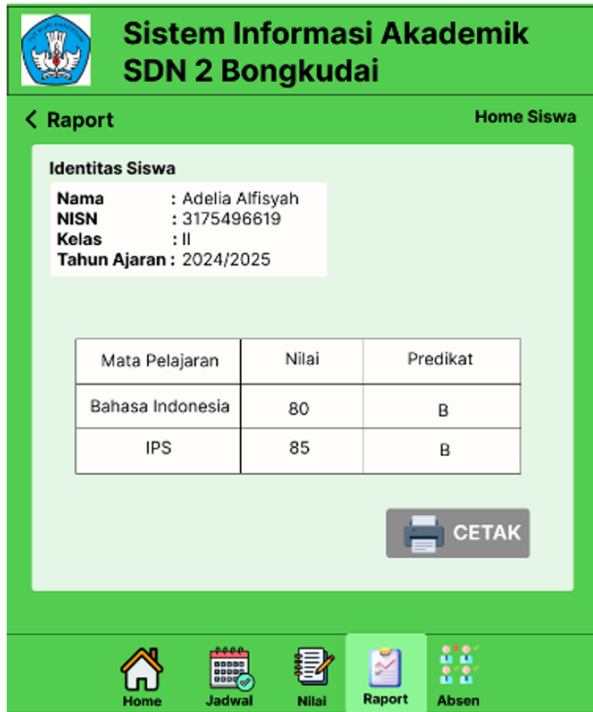 Sistem Informasi Akademik
SDN 2 Bongkudai
Raport
Home Siswa
Identitas Siswa
Nama : Adelia Alfisyah
NISN : 3175496619
Kelas : II
Tahun Ajaran : 2024/2025
Mata Pelajaran Nilai Predikat
Bahasa Indonesia 80 B
IPS 85 B
CETAK
Home Jadwal Nilai Raport Absen